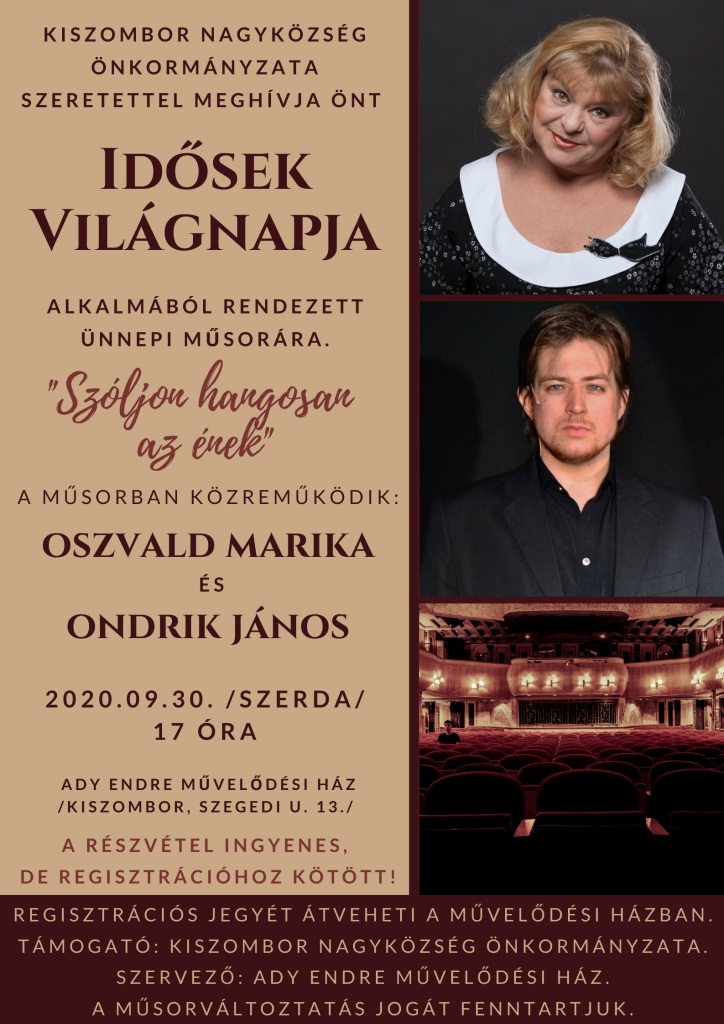 KISZOMBOR NAGYKÖZSÉG
ÖNKORMÁNYZATA
SZERETETTEL MEGHÍVJA ÖNT
IDŐSEK
VILÁGNAPJA
ALKALMÁBÓL RENDEZETT
ÜNNEPI MŰSORÁRA.
"Szóljon hangosan
az ének"
A MŰSORBAN KÖZREMŰKÖDIK:
OSZVALD MARIKA
ÉS
ONDRIK JÁNOS
2020.09.30. /SZERDA/
17 ÓRA
ADY ENDRE MŰVELŐDÉSI HÁZ
/KISZOMBOR, SZEGEDI U. 13./
A RÉSZVÉTEL INGYENES,
DE REGISZTRÁCIÓHOZ KÖTÖTT!
REGISZTRÁCIÓS JEGYÉT ÁTVEHETI A MŰVELŐDÉSI HÁZBAN.
TÁMOGATÓ: KISZOMBOR NAGYKÖZSÉG ÖNKORMÁNYZATA.
SZERVEZŐ: ADY ENDRE MŰVELŐDÉSI HÁZ.
A MŰSORVÁLTOZTATÁS JOGÁT FENNTARTJUK.